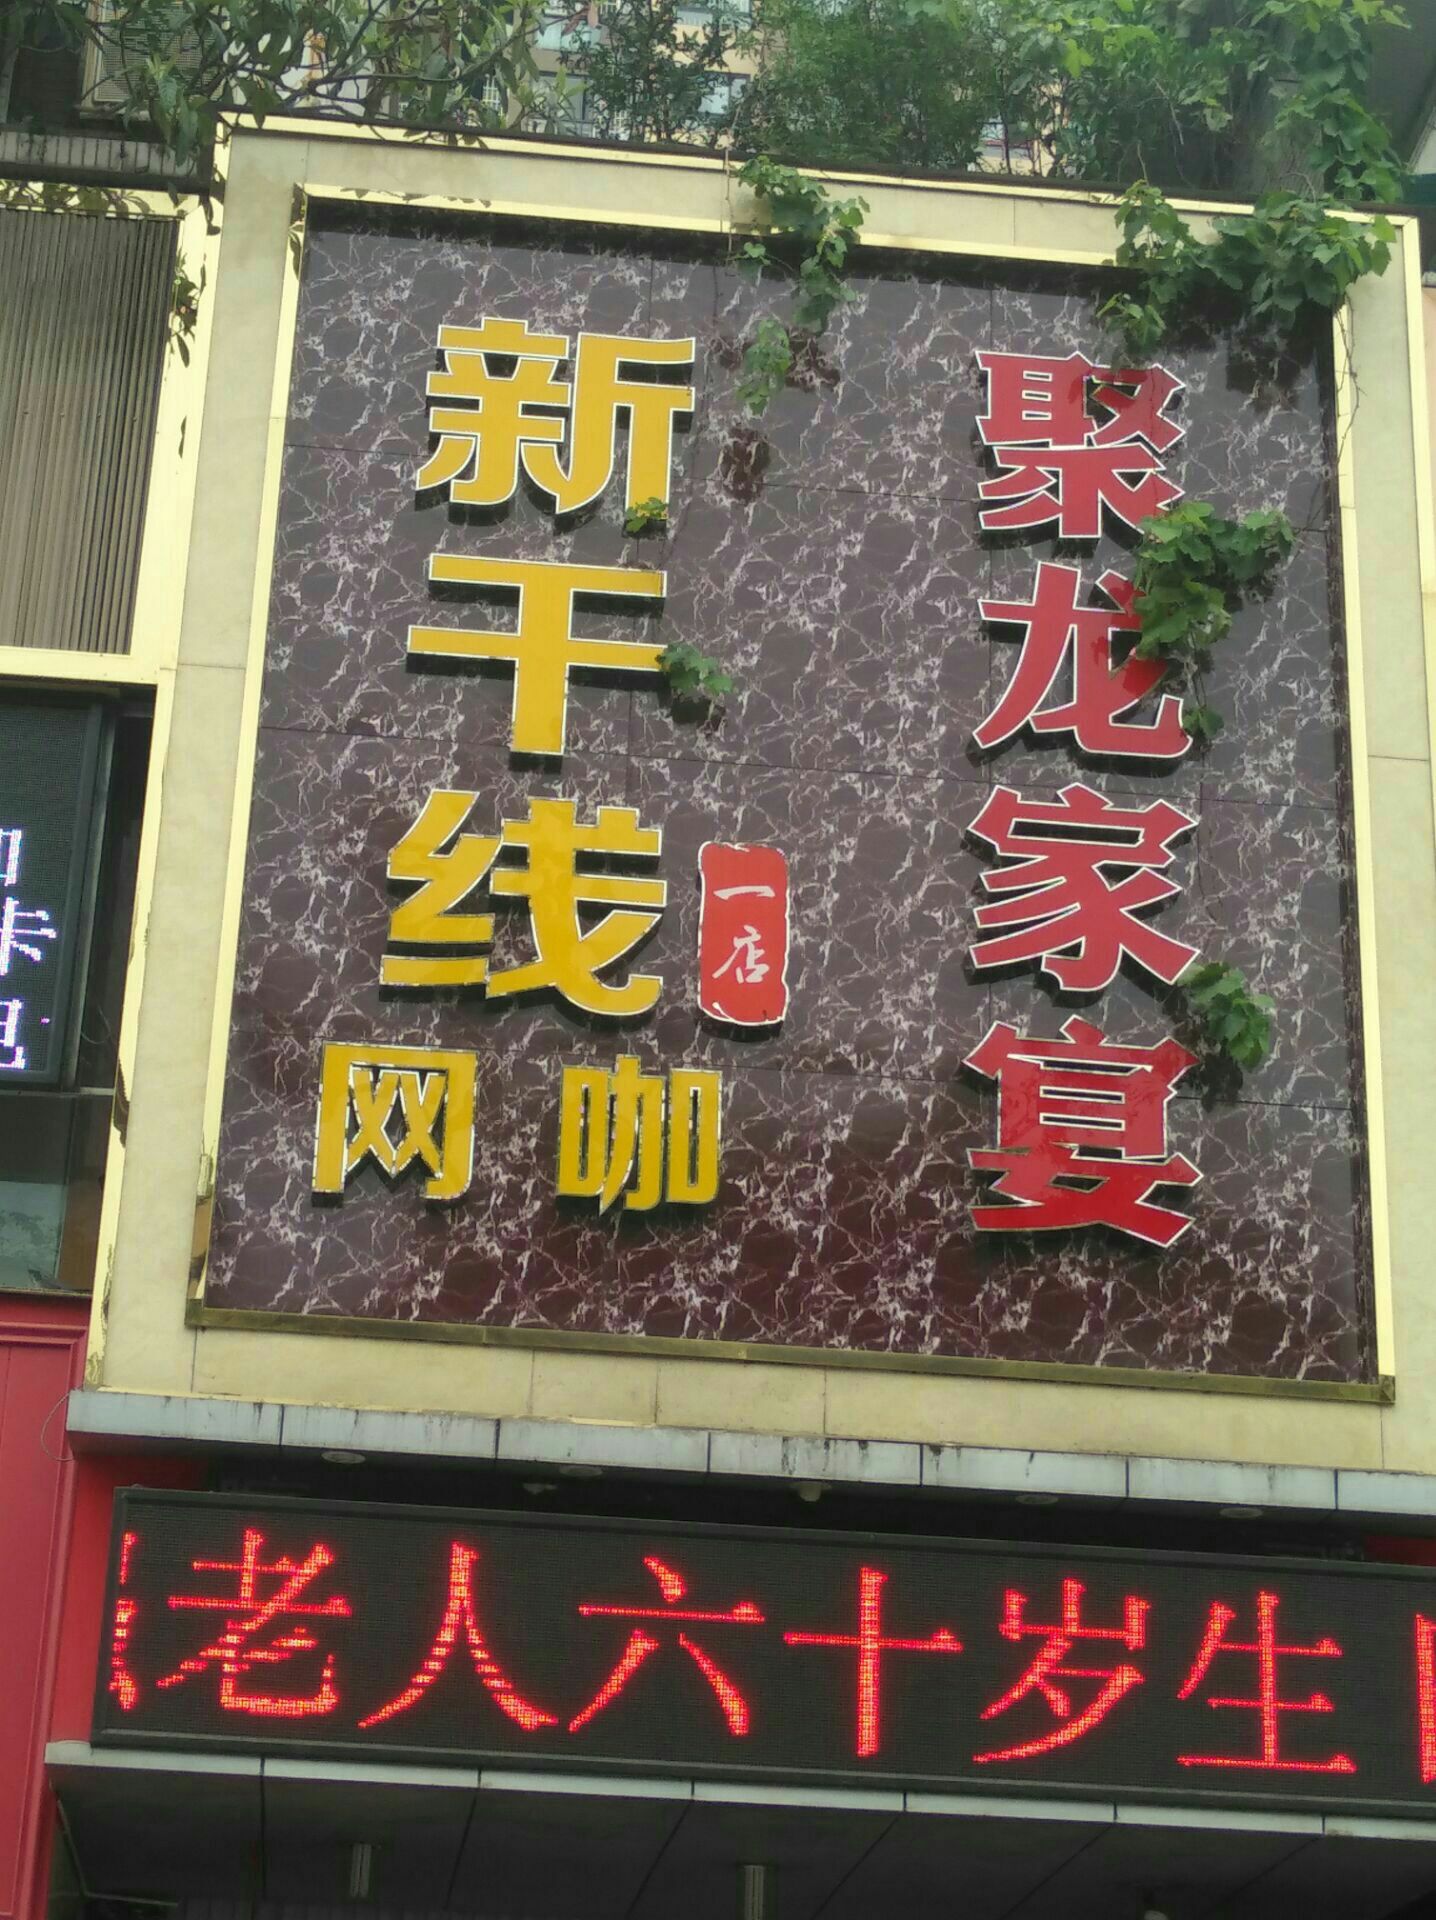 聚龙家宴
新干线
网咖
一店
老人六十岁生